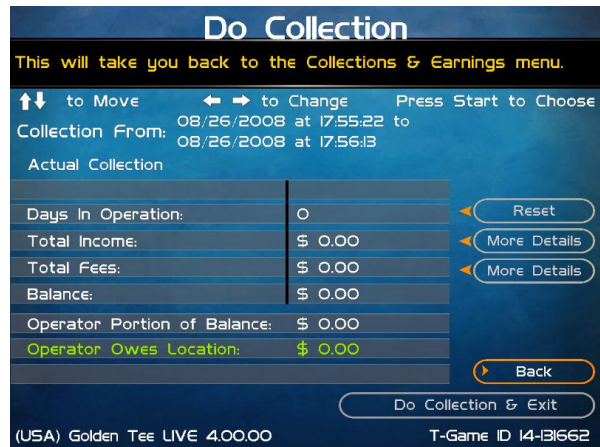 Do Collection
This will take you back to the Collections & Earnings menu.
to Move to Change Press Start to Choose
Collection From: 08/26/2008 at 17:55:22 to
08/26/2008 at 17:56:13
Actual Collection
Days In Operation: 0 Reset
Total Income: $ 0.00 More Details
Total Fees: $ 0.00 More Details
Balance: $ 0.00
Operator Portion of Balance: $ 0.00
Operator Owes Location: $ 0.00
Back
Do Collection & Exit
(USA) Golden Tee LIVE 4.00.00 T-Game ID 14-131662